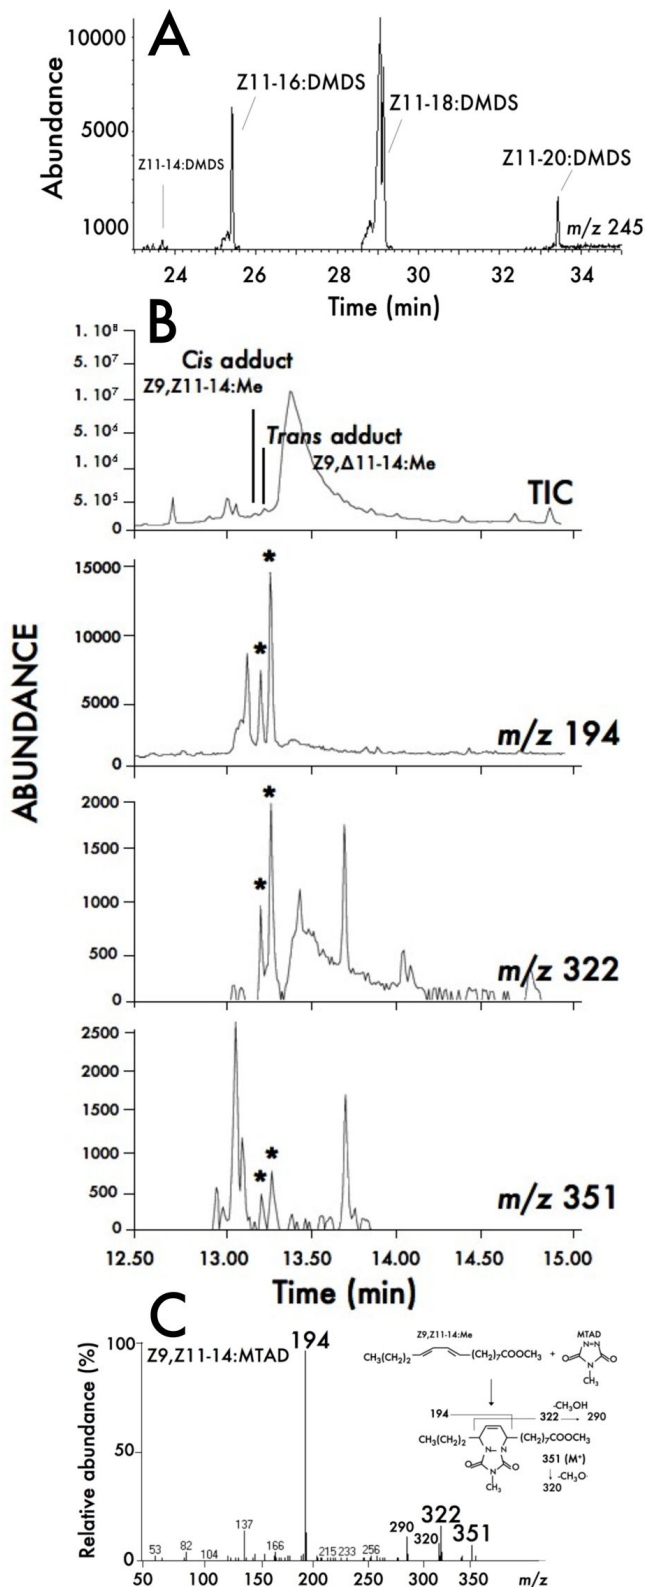 A
Abundance
10000
5000
1000
Z11-14:DMDS
Z11-16:DMDS
Z11-18:DMDS
Z11-20:DMDS
m/z 245
24 26 28 30 32 34
Time (min)
B
ABUNDANCE
1. 10⁸
5. 10⁷
1. 10⁷
5. 10⁶
1. 10⁶
5. 10⁵
0
Cis adduct
Z9,Z11-14:Me
Trans adduct
Z9,Δ11-14:Me
TIC
*
*
15000
10000
5000
0
m/z 194
*
*
2000
1500
1000
500
0
m/z 322
*
*
2500
2000
1500
1000
500
0
m/z 351
12.50 13.00 13.50 14.00 14.50 15.00
Time (min)
C
Relative abundance (%)
100
50
0
Z9,Z11-14:MTAD
194
53
82
104
137
166
215
233
256
290
320
322
351
50 100 150 200 250 300 350 m/z
Z9,Z11-14:Me
CH₃(CH₂)₂
(CH₂)₇COOCH₃
+
MTAD
N=N
O
O
N
CH₃
194
322
-CH₃OH
290
CH₃(CH₂)₂
N–N
(CH₂)₇COOCH₃
O
O
N
CH₃
351 (M⁺)
-CH₃O·
320